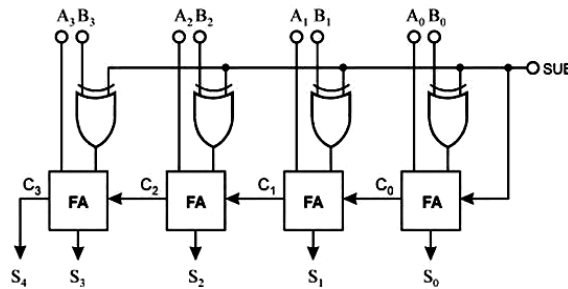 A₃ B₃ A₂ B₂ A₁ B₁ A₀ B₀
SUB
C₃ FA C₂ FA C₁ FA C₀ FA
S₄ S₃ S₂ S₁ S₀